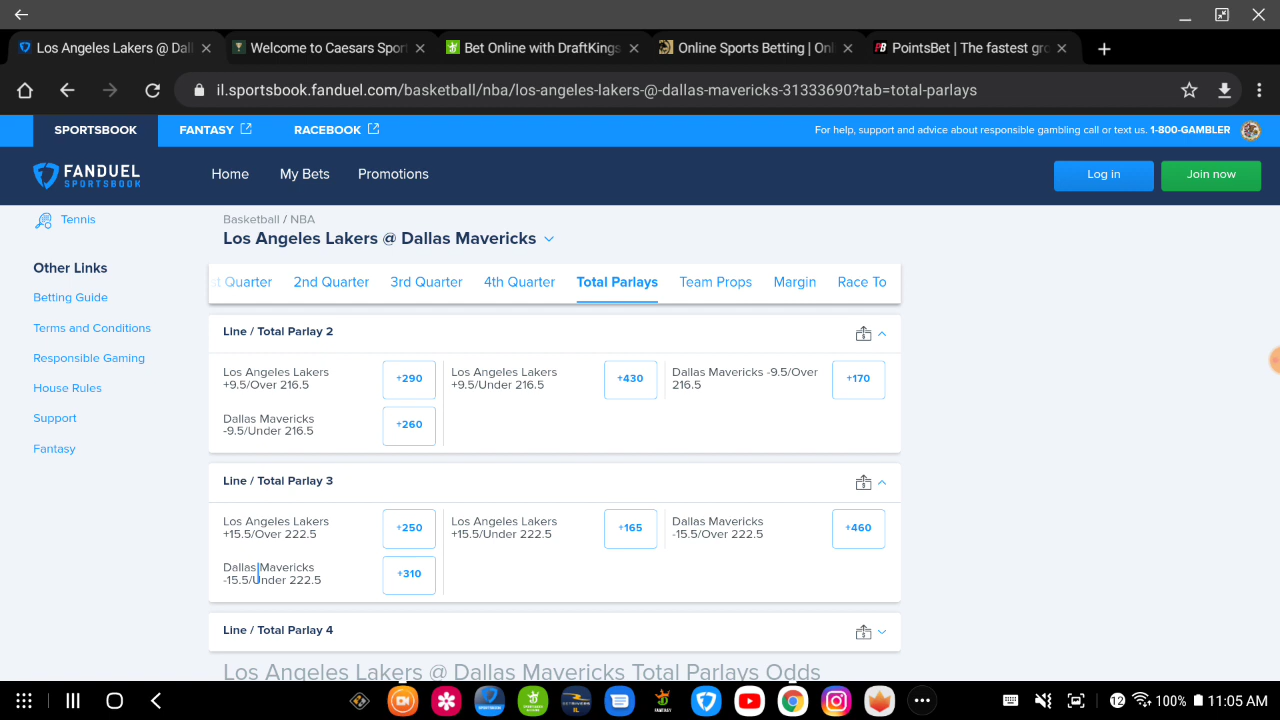 Los Angeles Lakers @ Dall
Welcome to Caesars Sport
Bet Online with DraftKings
Online Sports Betting | Onl
PointsBet | The fastest gro
il.sportsbook.fanduel.com/basketball/nba/los-angeles-lakers-@-dallas-mavericks-31333690?tab=total-parlays
SPORTSBOOK
FANTASY
RACEBOOK
For help, support and advice about responsible gambling call or text us. 1-800-GAMBLER
FANDUEL
SPORTSBOOK
Home
My Bets
Promotions
Log in
Join now
Tennis
Other Links
Betting Guide
Terms and Conditions
Responsible Gaming
House Rules
Support
Fantasy
Basketball / NBA
Los Angeles Lakers @ Dallas Mavericks
st Quarter
2nd Quarter
3rd Quarter
4th Quarter
Total Parlays
Team Props
Margin
Race To
Line / Total Parlay 2
Los Angeles Lakers
+9.5/Over 216.5
+290
Los Angeles Lakers
+9.5/Under 216.5
+430
Dallas Mavericks -9.5/Over
216.5
+170
Dallas Mavericks
-9.5/Under 216.5
+260
Line / Total Parlay 3
Los Angeles Lakers
+15.5/Over 222.5
+250
Los Angeles Lakers
+15.5/Under 222.5
+165
Dallas Mavericks
-15.5/Over 222.5
+460
Dallas Mavericks
-15.5/Under 222.5
+310
Line / Total Parlay 4
Los Angeles Lakers @ Dallas Mavericks Total Parlays Odds
12
100%
11:05 AM